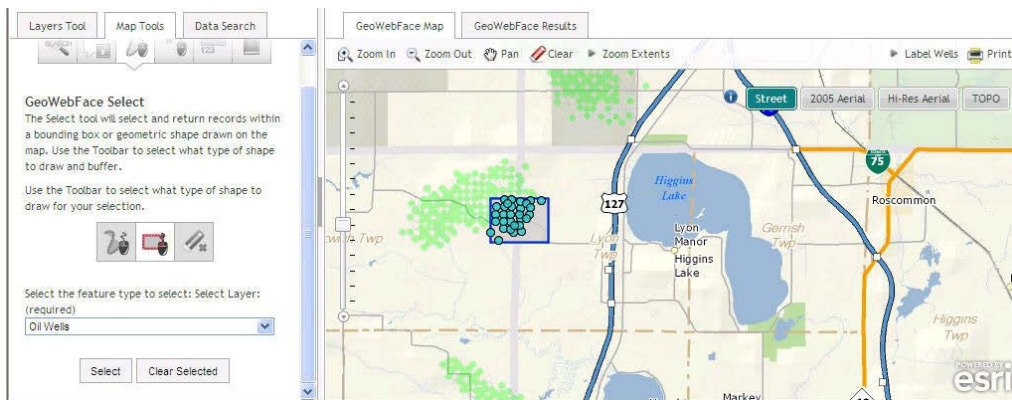 Layers Tool
Map Tools
Data Search
GeoWebFace Select
The Select tool will select and return records within
a bounding box or geometric shape drawn on the
map. Use the Toolbar to select what type of shape
to draw and buffer.
Use the Toolbar to select what type of shape to
draw for your selection.
Select the feature type to select: Select Layer:
(required)
Oil Wells
Select
Clear Selected
GeoWebFace Map
GeoWebFace Results
Zoom In
Zoom Out
Pan
Clear
Zoom Extents
Label Wells
Print
Street
2005 Aerial
Hi-Res Aerial
TOPO
75
Higgins
Lake
127
Roscommon
Lyon
Manor
Gerrish
Twp
Lyon
Twp
Higgins
Lake
Twp
Higgins
Twp
POWERED BY
esri
Markey